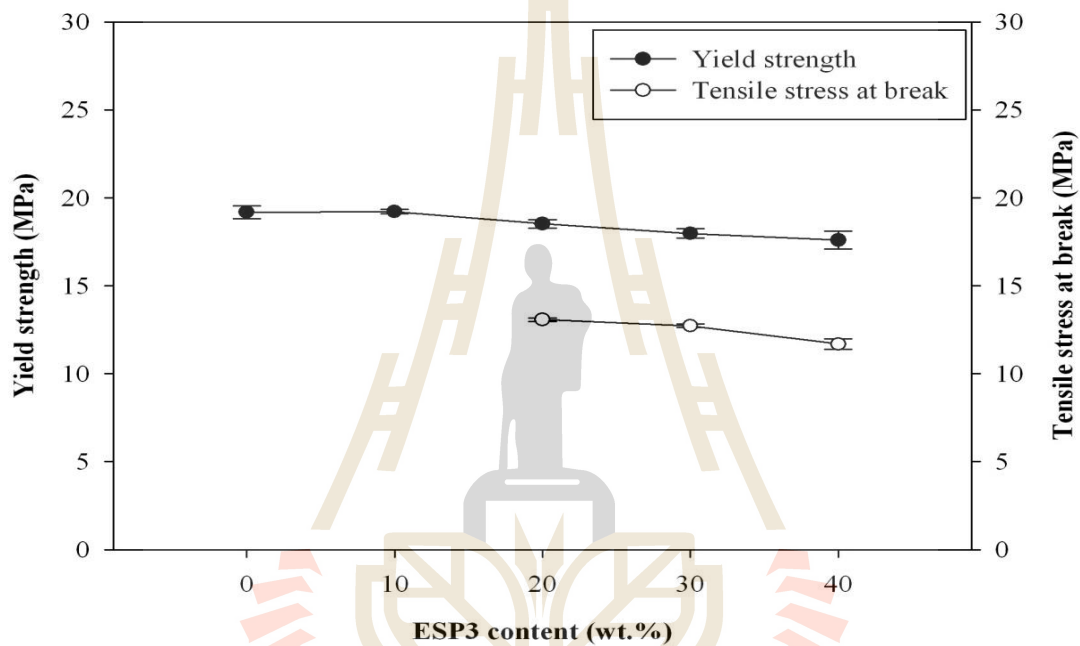 Yield strength
Tensile stress at break
30
25
20
15
10
5
0
Yield strength (MPa)
30
25
20
15
10
5
0
Tensile stress at break (MPa)
0 10 20 30 40
ESP3 content (wt.%)